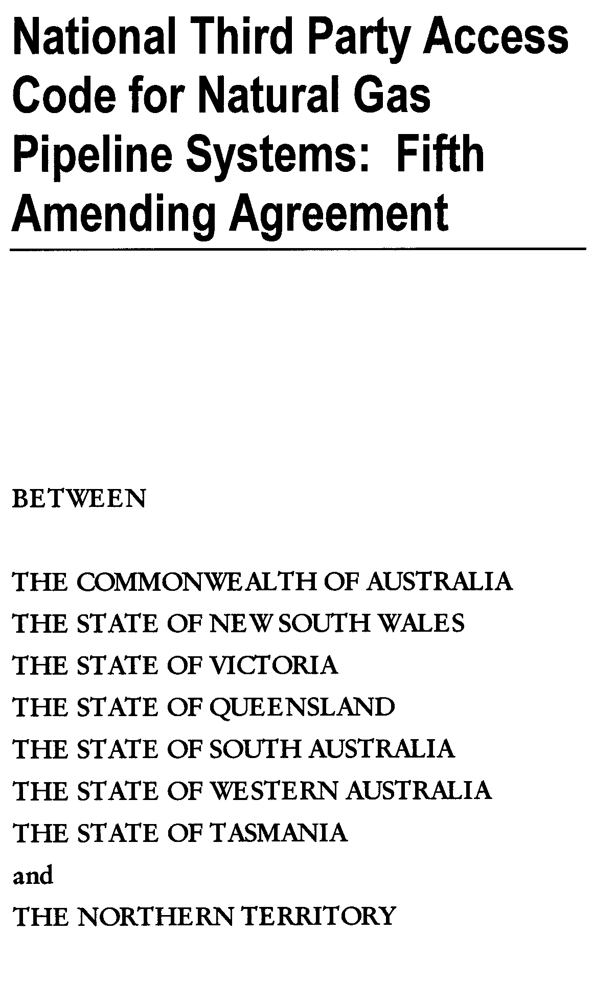 National Third Party Access
Code for Natural Gas
Pipeline Systems: Fifth
Amending Agreement
BETWEEN
THE COMMONWEALTH OF AUSTRALIA
THE STATE OF NEW SOUTH WALES
THE STATE OF VICTORIA
THE STATE OF QUEENSLAND
THE STATE OF SOUTH AUSTRALIA
THE STATE OF WESTERN AUSTRALIA
THE STATE OF TASMANIA
and
THE NORTHERN TERRITORY